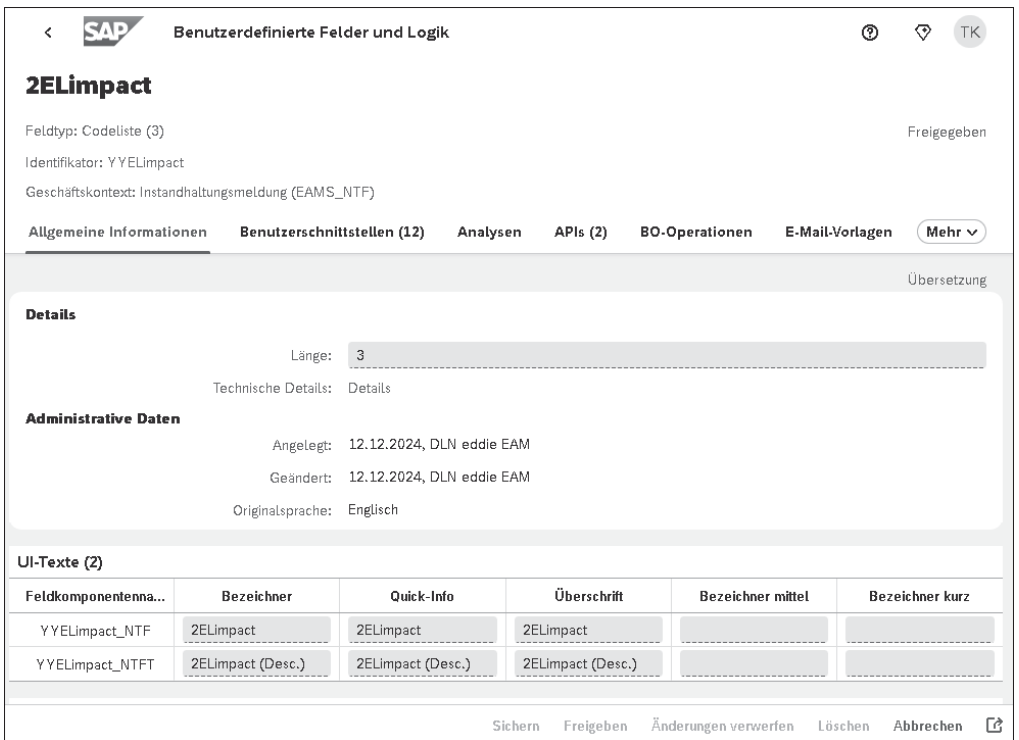 SAP Benutzerdefinierte Felder und Logik TK
2ELimpact
Feldtyp: Codeliste (3) Freigegeben
Identifikator: YYELimpact
Geschäftskontext: Instandhaltungsmeldung (EAMS_NTF)
Allgemeine Informationen Benutzerschnittstellen (12) Analysen APIs (2) BO-Operationen E-Mail-Vorlagen Mehr
Übersetzung
Details
Länge: 3
Technische Details: Details
Administrative Daten
Angelegt: 12.12.2024, DLN eddie EAM
Geändert: 12.12.2024, DLN eddie EAM
Originalsprache: Englisch
UI-Texte (2)
Feldkomponentenna... Bezeichner Quick-Info Überschrift Bezeichner mittel Bezeichner kurz
YYELimpact_NTF 2ELimpact 2ELimpact 2ELimpact
YYELimpact_NTFT 2ELimpact (Desc.) 2ELimpact (Desc.) 2ELimpact (Desc.)
Sichern Freigeben Änderungen verwerfen Löschen Abbrechen